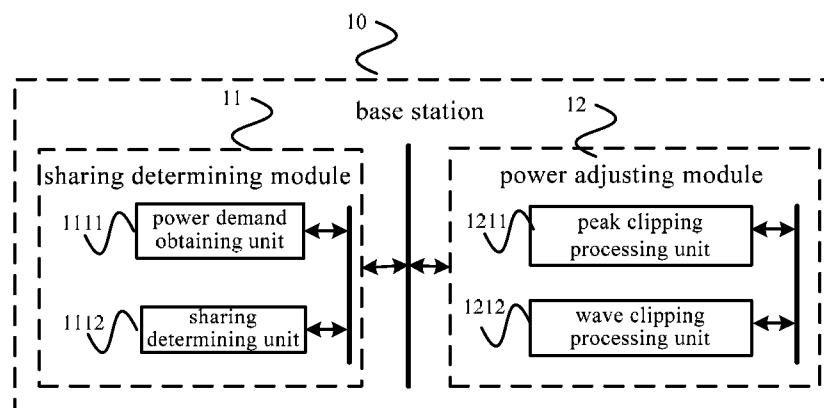 10
base station
11
12
sharing determining module
power adjusting module
1111
power demand
obtaining unit
1211
peak clipping
processing unit
1112
sharing
determining unit
1212
wave clipping
processing unit